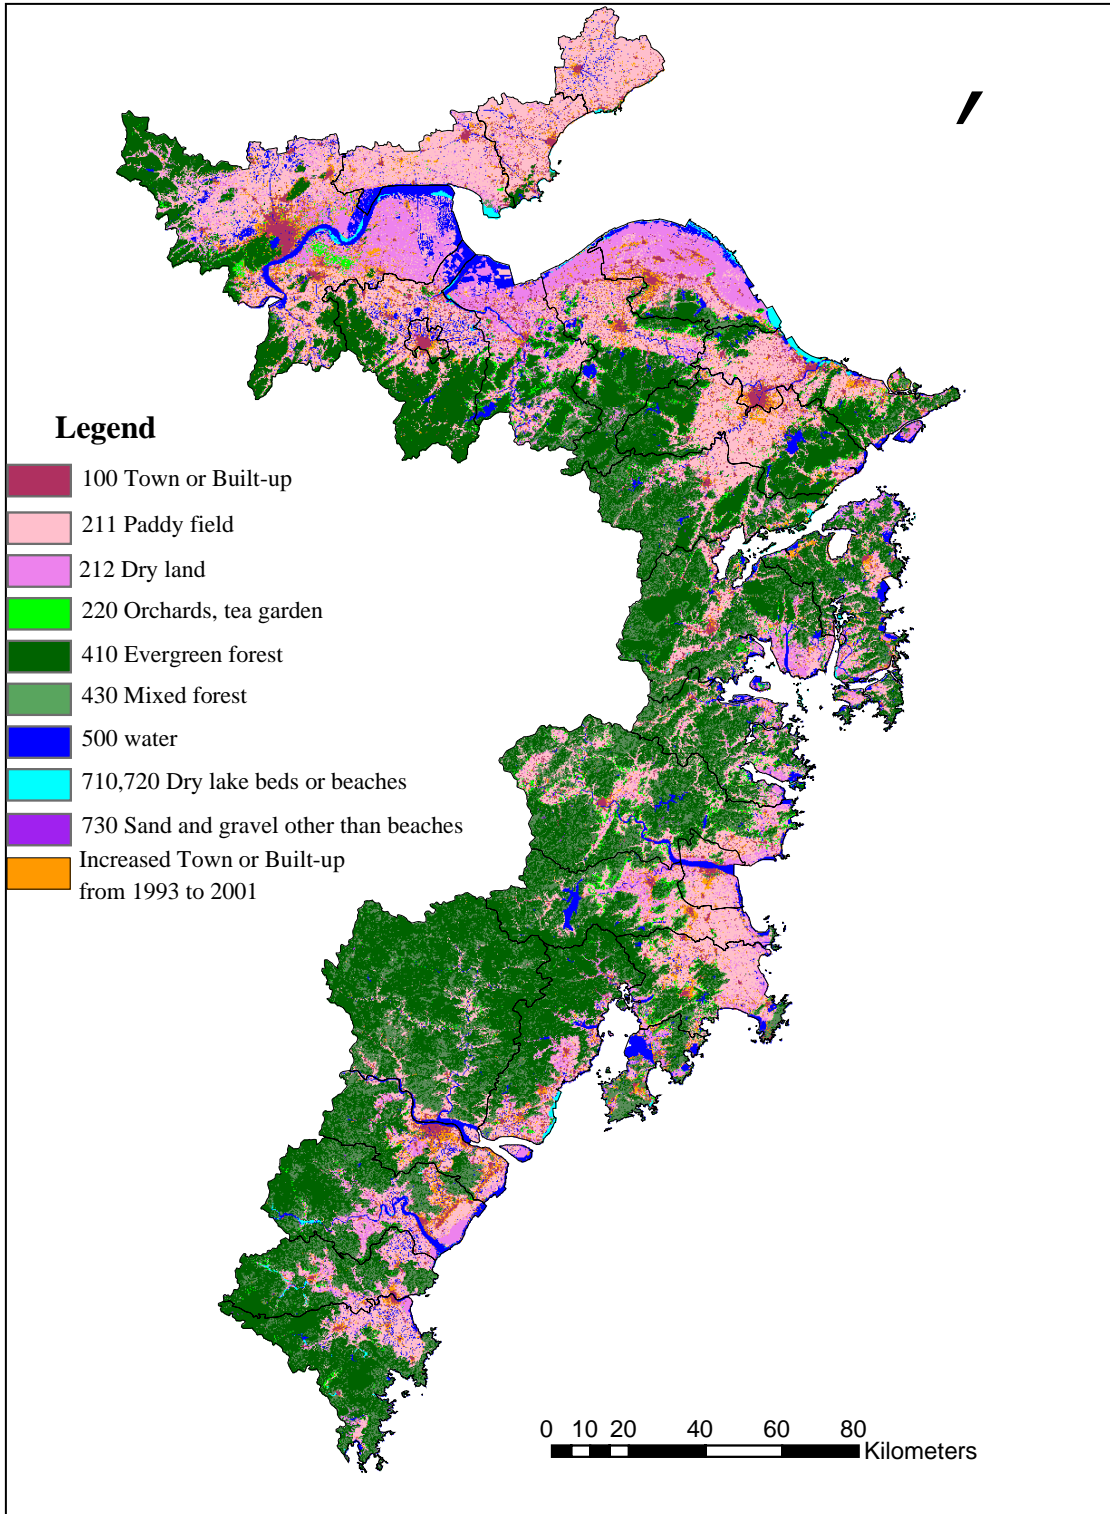 Legend
100 Town or Built-up
211 Paddy field
212 Dry land
220 Orchards, tea garden
410 Evergreen forest
430 Mixed forest
500 water
710,720 Dry lake beds or beaches
730 Sand and gravel other than beaches
Increased Town or Built-up
from 1993 to 2001
0 10 20 40 60 80
Kilometers